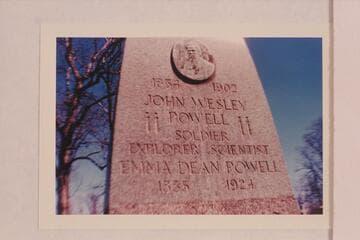 1834 1902
JOHN WESLEY
POWELL
SOLDIER
EXPLORER SCIENTIST
EMMA DEAN POWELL
1835 1924